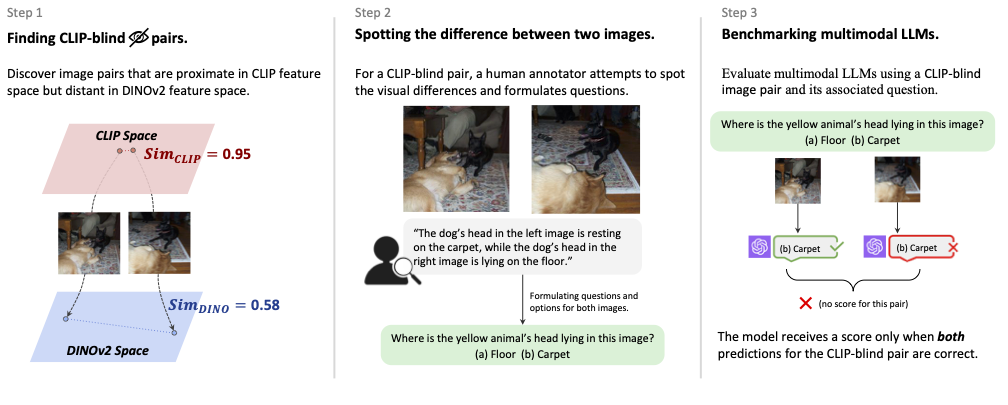 Step 1
Finding CLIP-blind pairs.
Discover image pairs that are proximate in CLIP feature
space but distant in DINOv2 feature space.
CLIP Space
Sim_CLIP = 0.95
Sim_DINO = 0.58
DINOv2 Space
Step 2
Spotting the difference between two images.
For a CLIP-blind pair, a human annotator attempts to spot
the visual differences and formulates questions.
“The dog’s head in the left image is resting
on the carpet, while the dog’s head in the
right image is lying on the floor.”
Formulating questions and
options for both images.
Where is the yellow animal’s head lying in this image?
(a) Floor (b) Carpet
Step 3
Benchmarking multimodal LLMs.
Evaluate multimodal LLMs using a CLIP-blind
image pair and its associated question.
Where is the yellow animal’s head lying in this image?
(a) Floor (b) Carpet
(b) Carpet
(b) Carpet
(no score for this pair)
The model receives a score only when both
predictions for the CLIP-blind pair are correct.